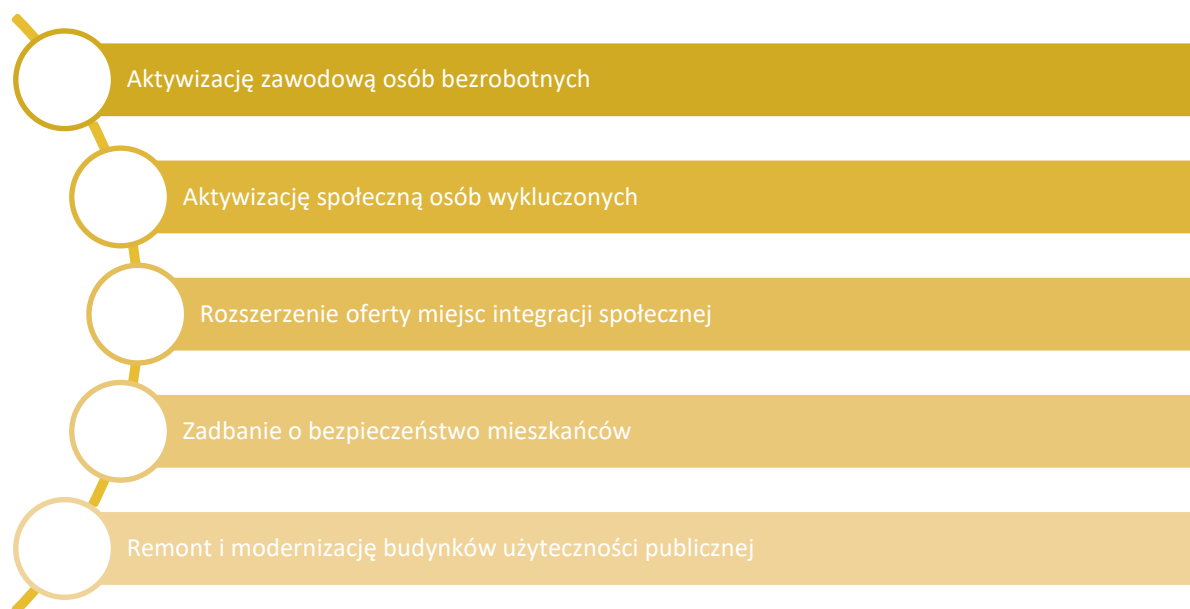 Aktywizację zawodową osób bezrobotnych
Aktywizację społeczną osób wykluczonych
Rozszerzenie oferty miejsc integracji społecznej
Zadbanie o bezpieczeństwo mieszkańców
Remont i modernizację budynków użyteczności publicznej